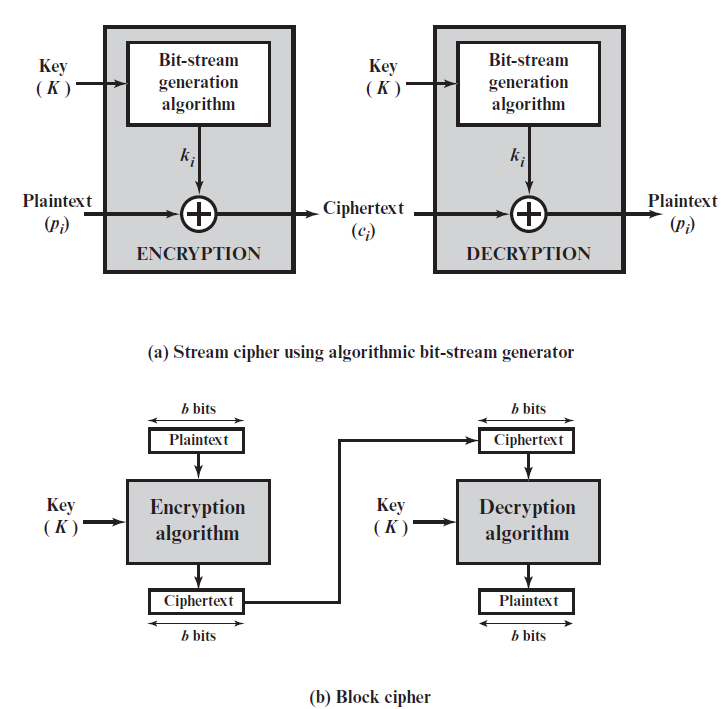 Key
( K )
Bit-stream
generation
algorithm
k_i
Plaintext
(p_i)
ENCRYPTION
Ciphertext
(c_i)
Key
( K )
Bit-stream
generation
algorithm
k_i
DECRYPTION
Plaintext
(p_i)
(a) Stream cipher using algorithmic bit-stream generator
b bits
Plaintext
Key
( K )
Encryption
algorithm
Ciphertext
b bits
b bits
Ciphertext
Key
( K )
Decryption
algorithm
Plaintext
b bits
(b) Block cipher